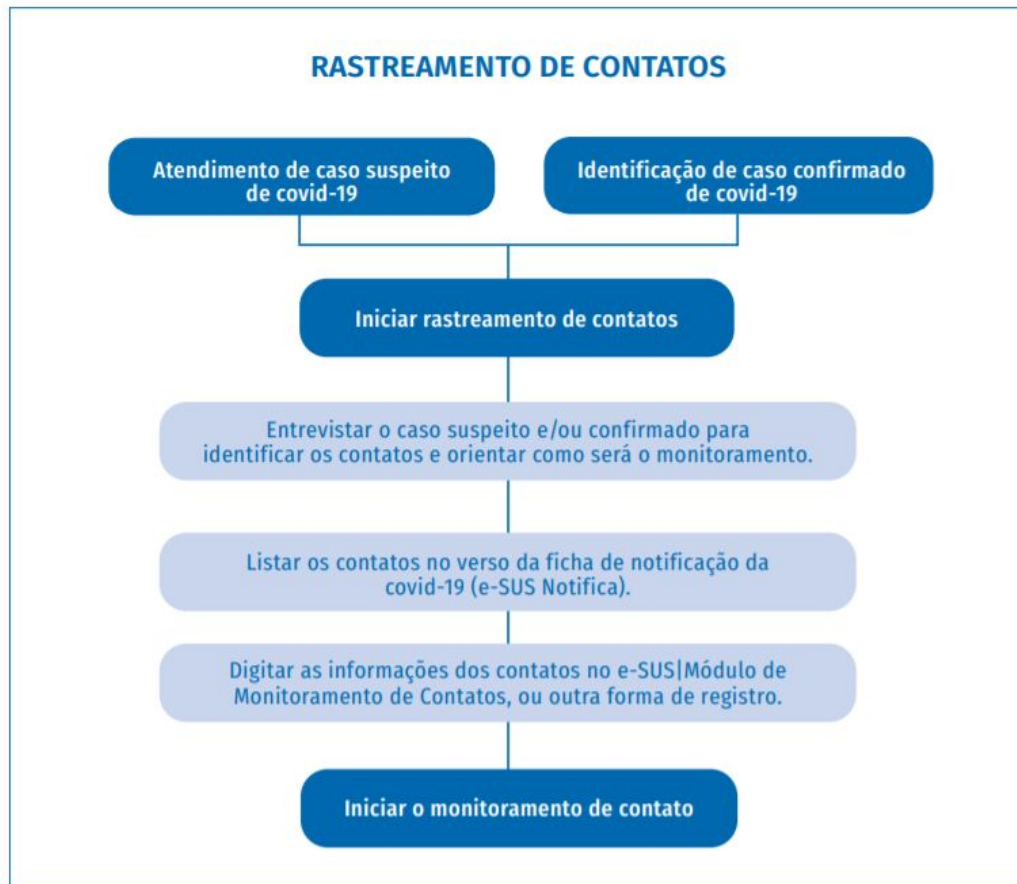 RASTREAMENTO DE CONTATOS
Atendimento de caso suspeito
de covid-19
Identificação de caso confirmado
de covid-19
Iniciar rastreamento de contatos
Entrevistar o caso suspeito e/ou confirmado para
identificar os contatos e orientar como será o monitoramento.
Listar os contatos no verso da ficha de notificação da
covid-19 (e-SUS Notifica).
Digitar as informações dos contatos no e-SUS|Módulo de
Monitoramento de Contatos, ou outra forma de registro.
Iniciar o monitoramento de contato